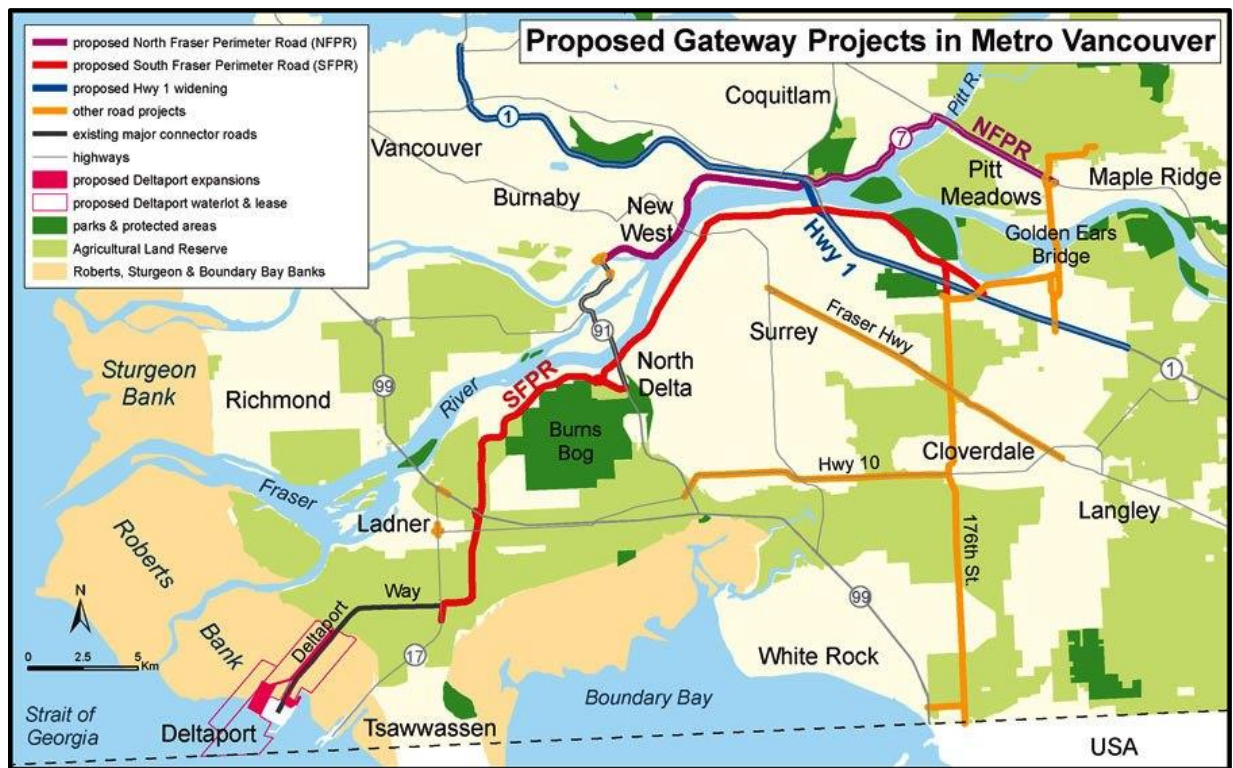 Proposed Gateway Projects in Metro Vancouver
proposed North Fraser Perimeter Road (NFPR)
proposed South Fraser Perimeter Road (SFPR)
proposed Hwy 1 widening
other road projects
existing major connector roads
highways
proposed Deltaport expansions
proposed Deltaport waterlot & lease
parks & protected areas
Agricultural Land Reserve
Roberts, Sturgeon & Boundary Bay Banks
1
Vancouver
Burnaby
New
West
Coquitlam
Pitt R.
7
NFPR
Pitt
Meadows
Maple Ridge
Golden Ears
Bridge
Hwy 1
Sturgeon
Bank
Richmond
99
River
SFPR
91
North
Delta
Surrey
Fraser Hwy
1
Burns
Bog
Cloverdale
Hwy 10
Langley
Fraser
Ladner
Roberts
Bank
Way
Deltaport
176th St.
99
17
White Rock
N
0 2.5 5
Km
Boundary Bay
Strait of
Georgia
Deltaport
Tsawwassen
USA